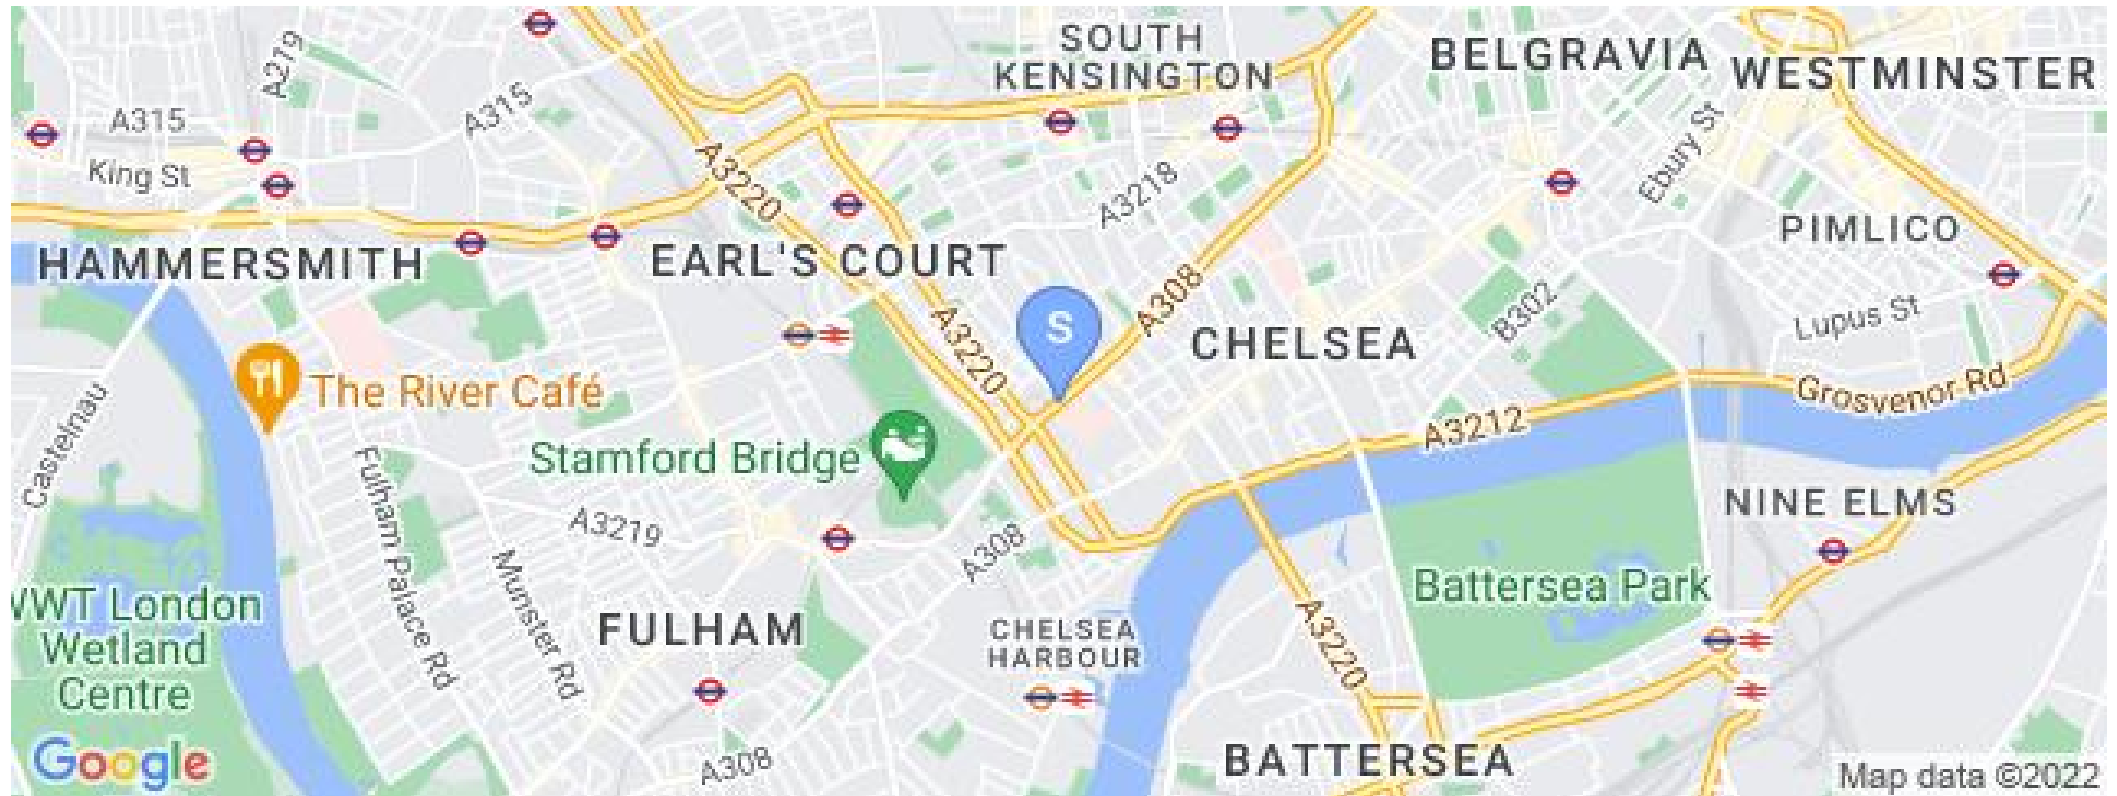 SOUTH
KENSINGTON
BELGRAVIA
WESTMINSTER
A219
A315
A315
King St
A3220
A3218
Ebury St
PIMLICO
HAMMERSMITH
EARL'S COURT
A308
S
B302
Lupus St
A3220
CHELSEA
The River Café
Grosvenor Rd
Castelnau
A3212
Stamford Bridge
Fulham Palace Rd
A3219
A308
NINE ELMS
Munster Rd
Battersea Park
WWT London
Wetland
Centre
FULHAM
CHELSEA
HARBOUR
A3220
Google
A308
BATTERSEA
Map data ©2022